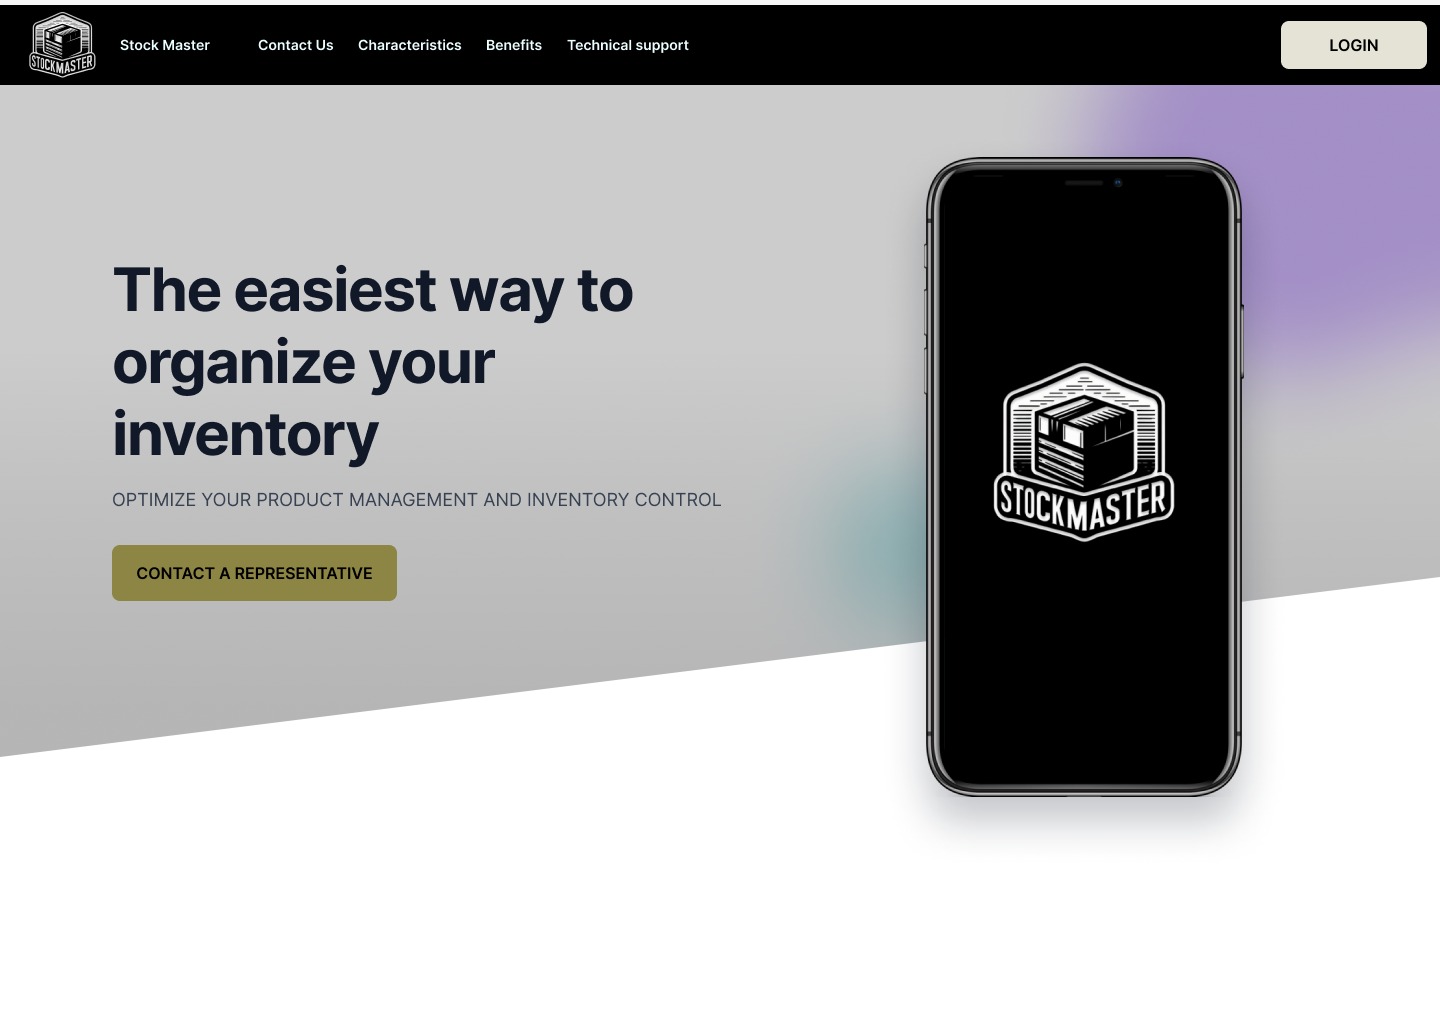 STOCKMASTER
Stock Master
Contact Us
Characteristics
Benefits
Technical support
LOGIN
The easiest way to
organize your
inventory
OPTIMIZE YOUR PRODUCT MANAGEMENT AND INVENTORY CONTROL
CONTACT A REPRESENTATIVE
STOCKMASTER